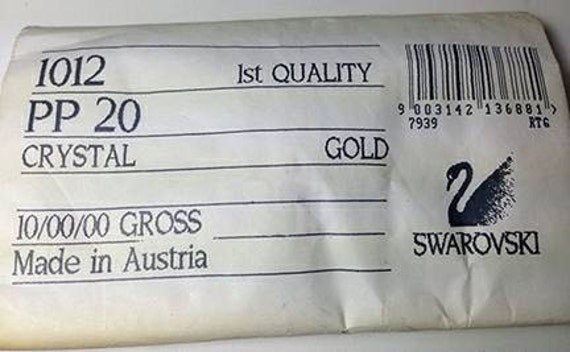 1012
1st QUALITY
PP 20
CRYSTAL
GOLD
10/00/00 GROSS
Made in Austria
9 003142 136881 >
7939
RTG
SWAROVSKI